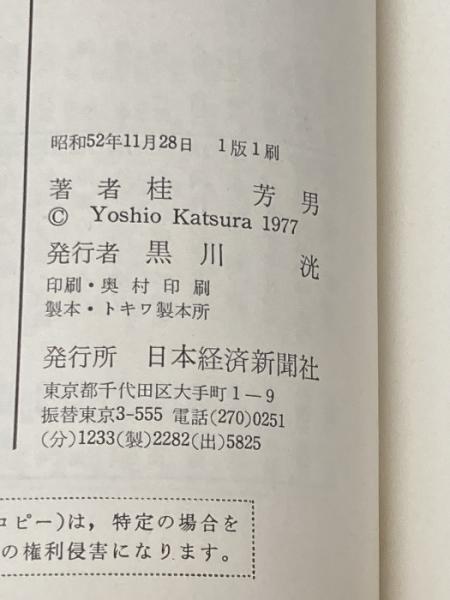 昭和52年11月28日 1版1刷
著者 桂 芳男
© Yoshio Katsura 1977
発行者 黒川 洸
印刷・奥村印刷
製本・トキワ製本所
発行所 日本経済新聞社
東京都千代田区大手町1－9
振替東京3-555 電話(270)0251
(分)1233(製)2282(出)5825
コピー)は，特定の場合を
の権利侵害になります。